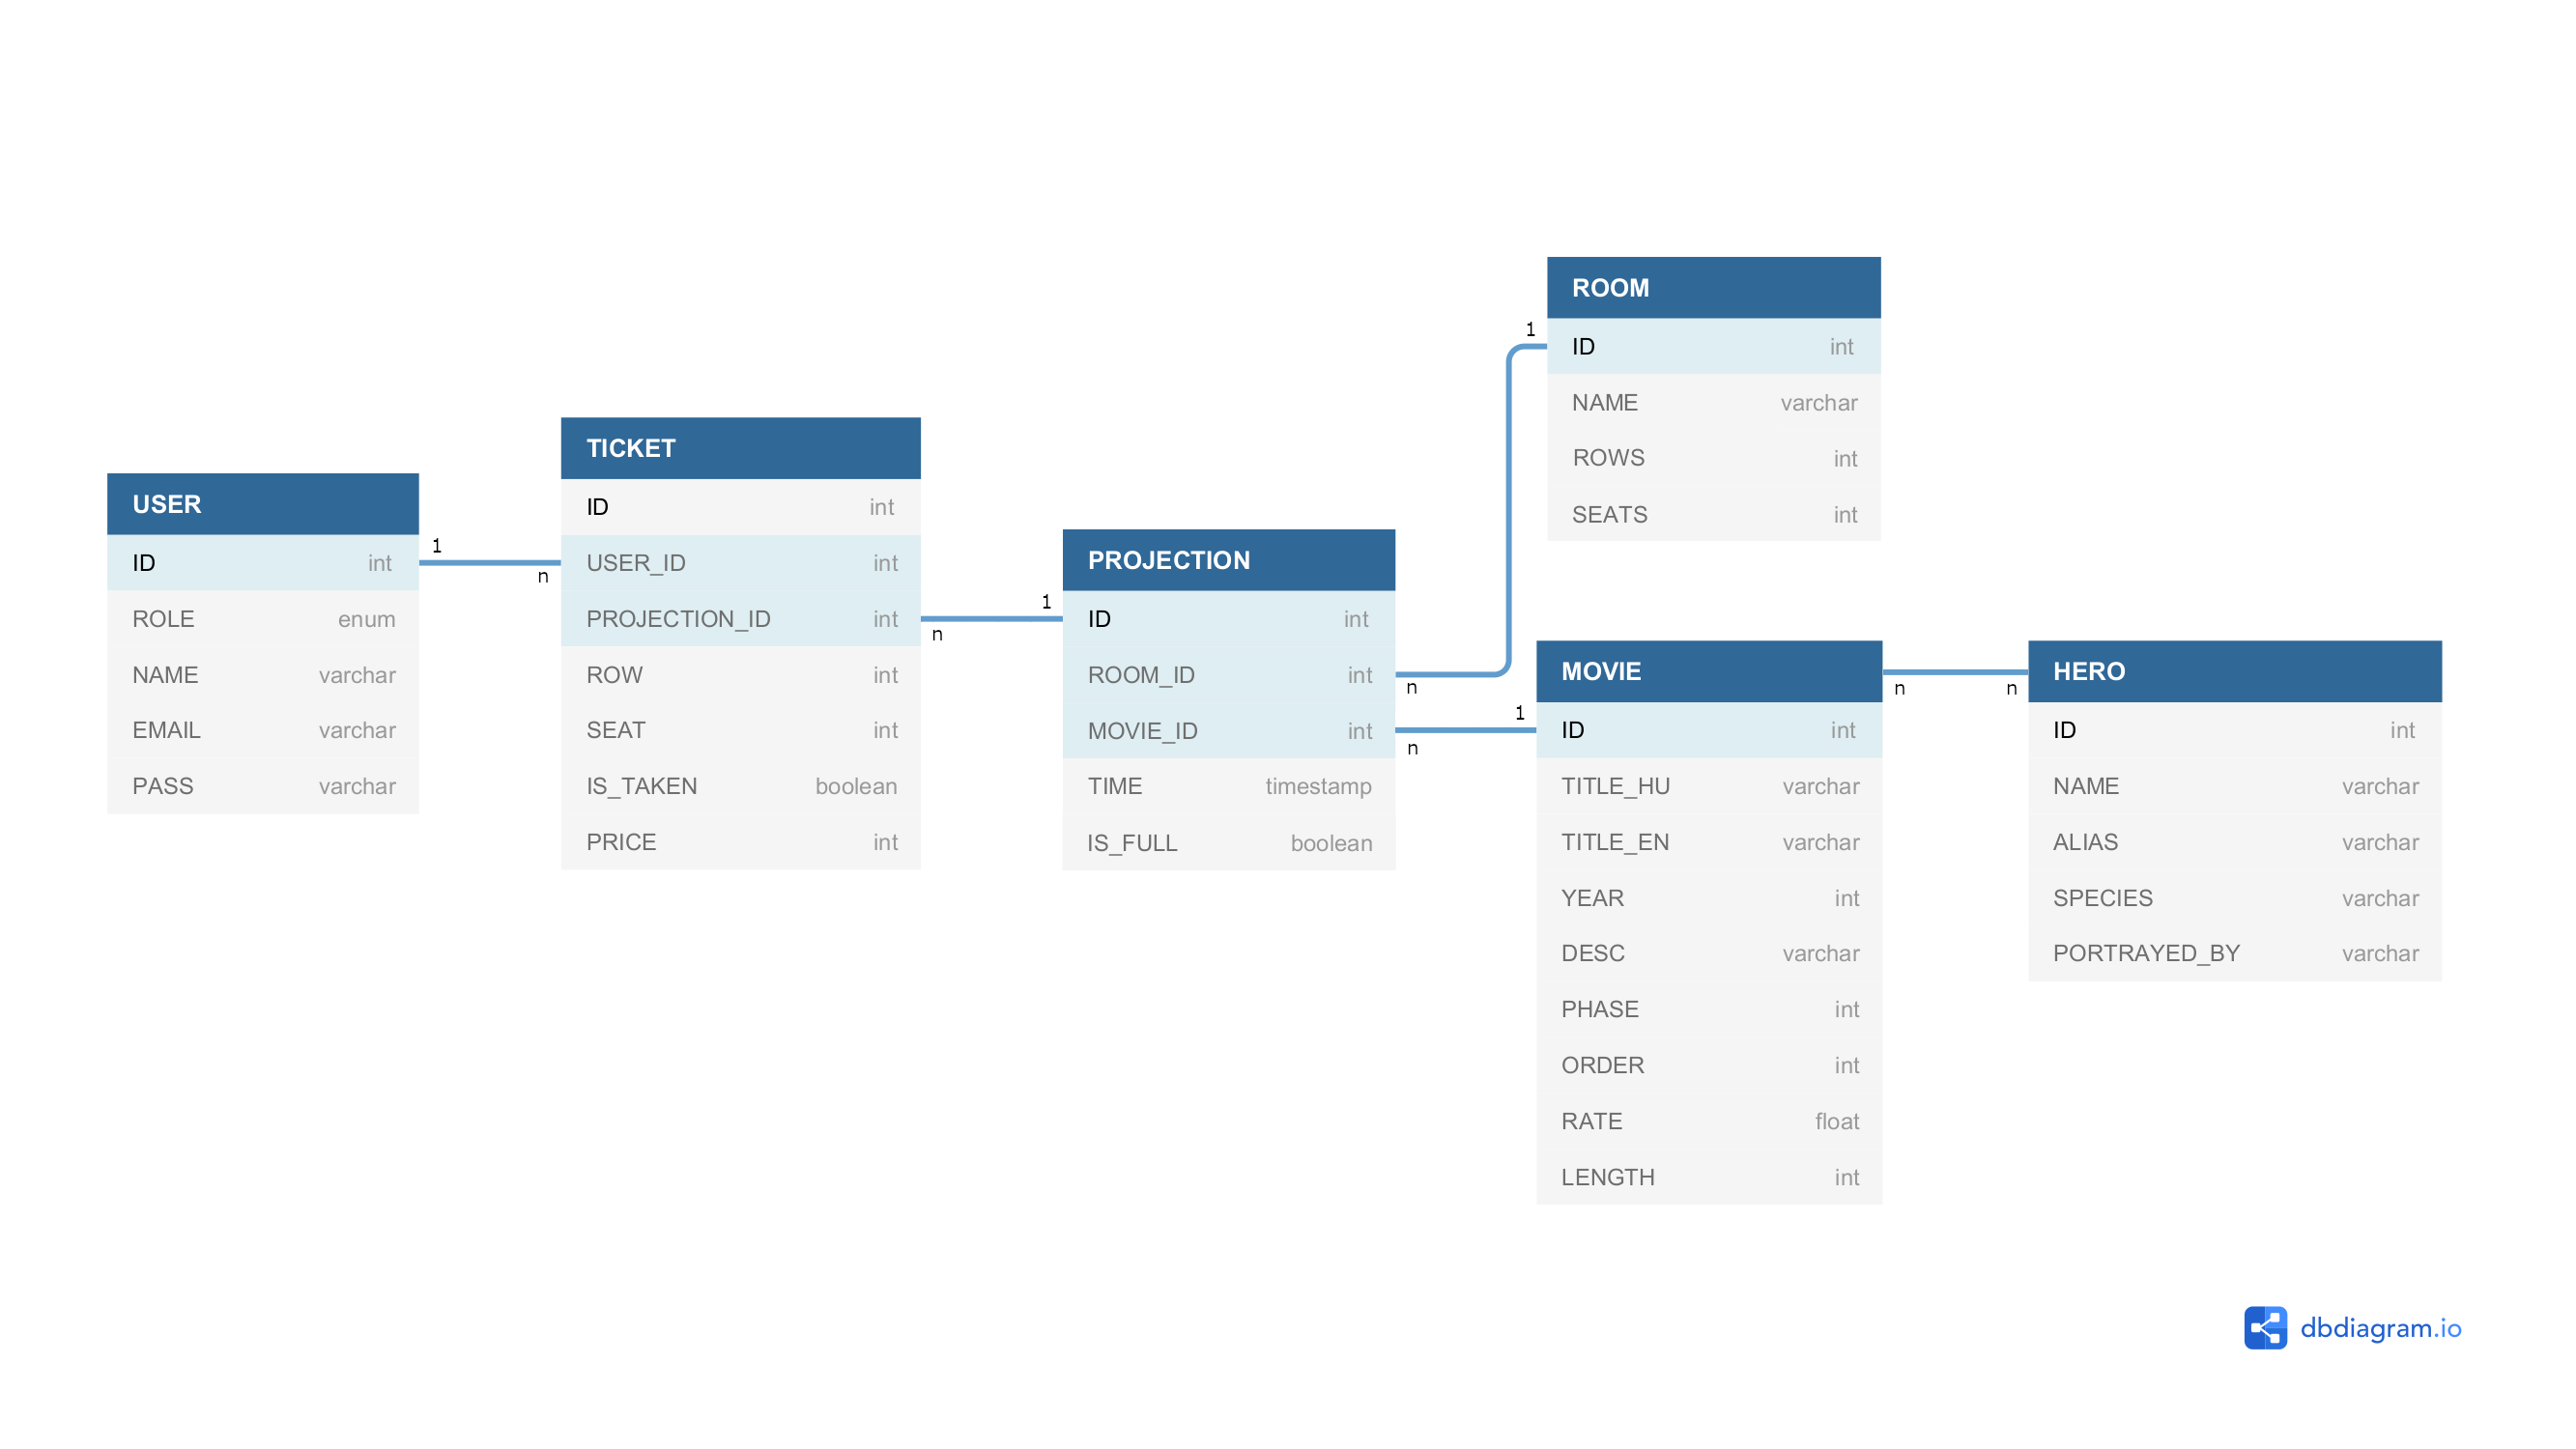 USER
ID int
ROLE enum
NAME varchar
EMAIL varchar
PASS varchar
1
n
TICKET
ID int
USER_ID int
PROJECTION_ID int
ROW int
SEAT int
IS_TAKEN boolean
PRICE int
n
1
PROJECTION
ID int
ROOM_ID int
MOVIE_ID int
TIME timestamp
IS_FULL boolean
n
1
n
1
ROOM
ID int
NAME varchar
ROWS int
SEATS int
MOVIE
ID int
TITLE_HU varchar
TITLE_EN varchar
YEAR int
DESC varchar
PHASE int
ORDER int
RATE float
LENGTH int
n
n
HERO
ID int
NAME varchar
ALIAS varchar
SPECIES varchar
PORTRAYED_BY varchar
dbdiagram.io